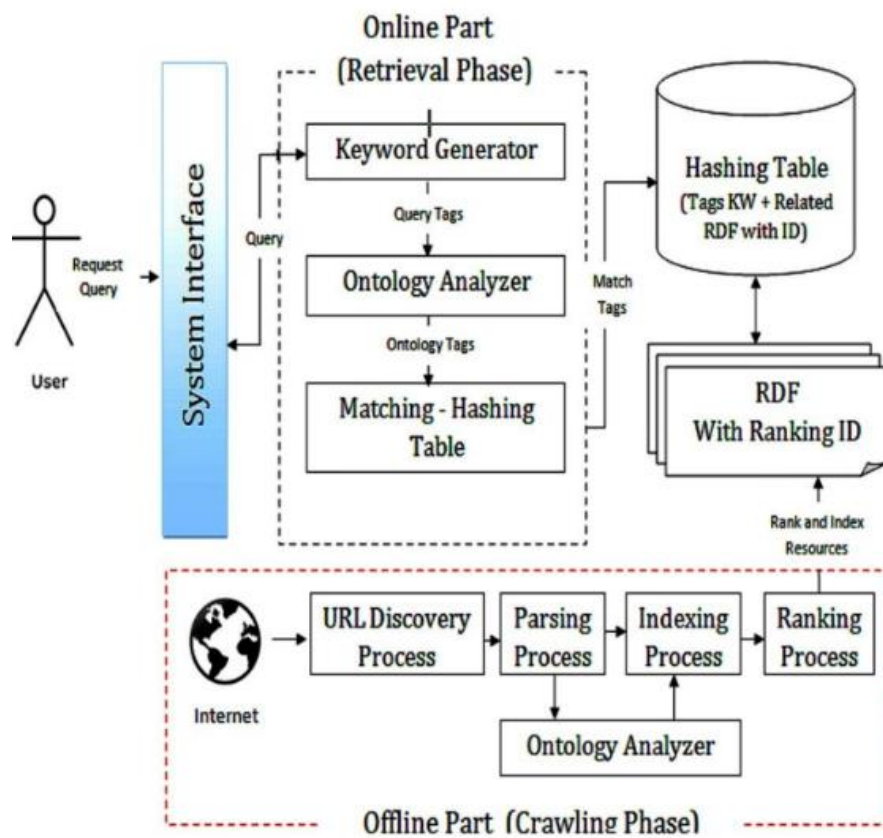 Online Part
(Retrieval Phase)
Keyword Generator
Query Tags
Ontology Analyzer
Ontology Tags
Matching - Hashing
Table
Request
Query
User
System Interface
Query
Match
Tags
Hashing Table
(Tags KW + Related
RDF with ID)
RDF
With Ranking ID
Rank and Index
Resources
Internet
URL Discovery
Process
Parsing
Process
Indexing
Process
Ranking
Process
Ontology Analyzer
Offline Part (Crawling Phase)